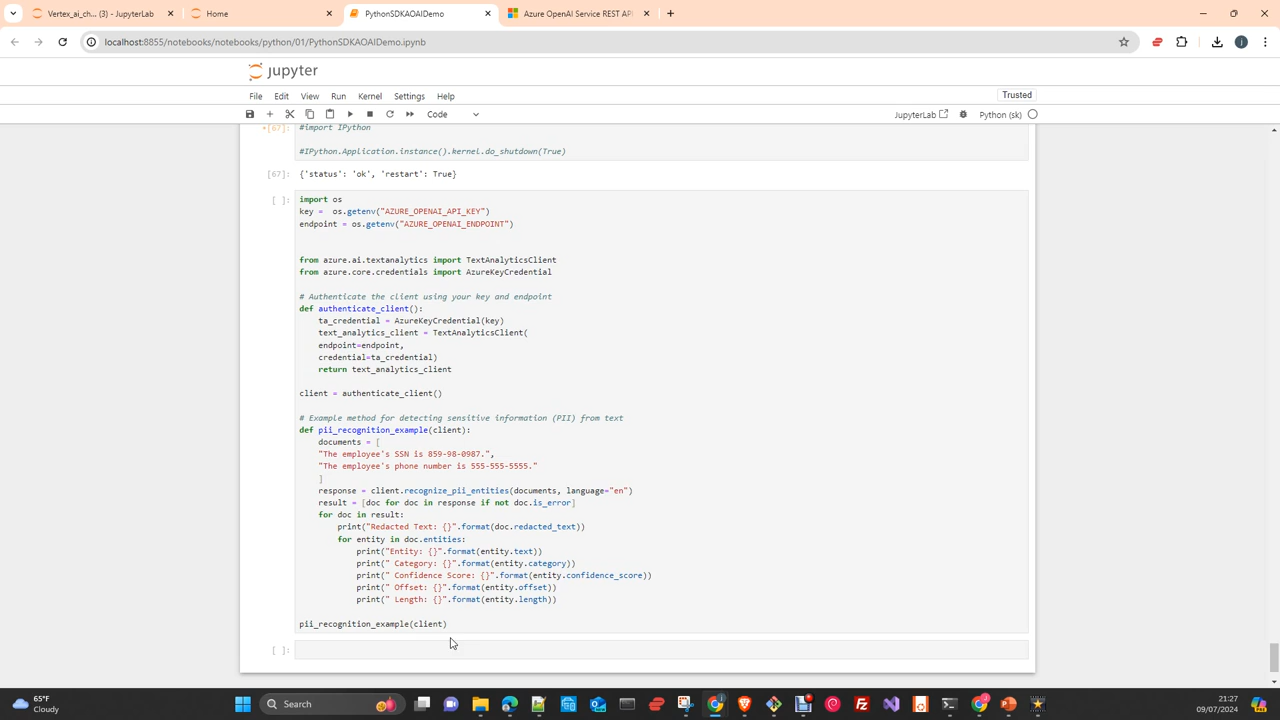 Vertex_ai_ch... (3) - JupyterLab
Home
PythonSDKAOAIDemo
Azure OpenAI Service REST API
localhost:8855/notebooks/notebooks/python/01/PythonSDKAOAIDemo.ipynb
jupyter
File Edit View Run Kernel Settings Help
Trusted
Code
JupyterLab
Python (sk)
[67]:
#import IPython
#IPython.Application.instance().kernel.do_shutdown(True)
[67]: {'status': 'ok', 'restart': True}
[ ]: import os
key =  os.getenv("AZURE_OPENAI_API_KEY")
endpoint = os.getenv("AZURE_OPENAI_ENDPOINT")
from azure.ai.textanalytics import TextAnalyticsClient
from azure.core.credentials import AzureKeyCredential
# Authenticate the client using your key and endpoint
def authenticate_client():
ta_credential = AzureKeyCredential(key)
text_analytics_client = TextAnalyticsClient(
endpoint=endpoint,
credential=ta_credential)
return text_analytics_client
client = authenticate_client()
# Example method for detecting sensitive information (PII) from text
def pii_recognition_example(client):
documents = [
"The employee's SSN is 859-98-0987.",
"The employee's phone number is 555-555-5555."
]
response = client.recognize_pii_entities(documents, language="en")
result = [doc for doc in response if not doc.is_error]
for doc in result:
print("Redacted Text: {}".format(doc.redacted_text))
for entity in doc.entities:
print("Entity: {}".format(entity.text))
print(" Category: {}".format(entity.category))
print(" Confidence Score: {}".format(entity.confidence_score))
print(" Offset: {}".format(entity.offset))
print(" Length: {}".format(entity.length))
pii_recognition_example(client)
[ ]:
65°F
Cloudy
Search
21:27
09/07/2024